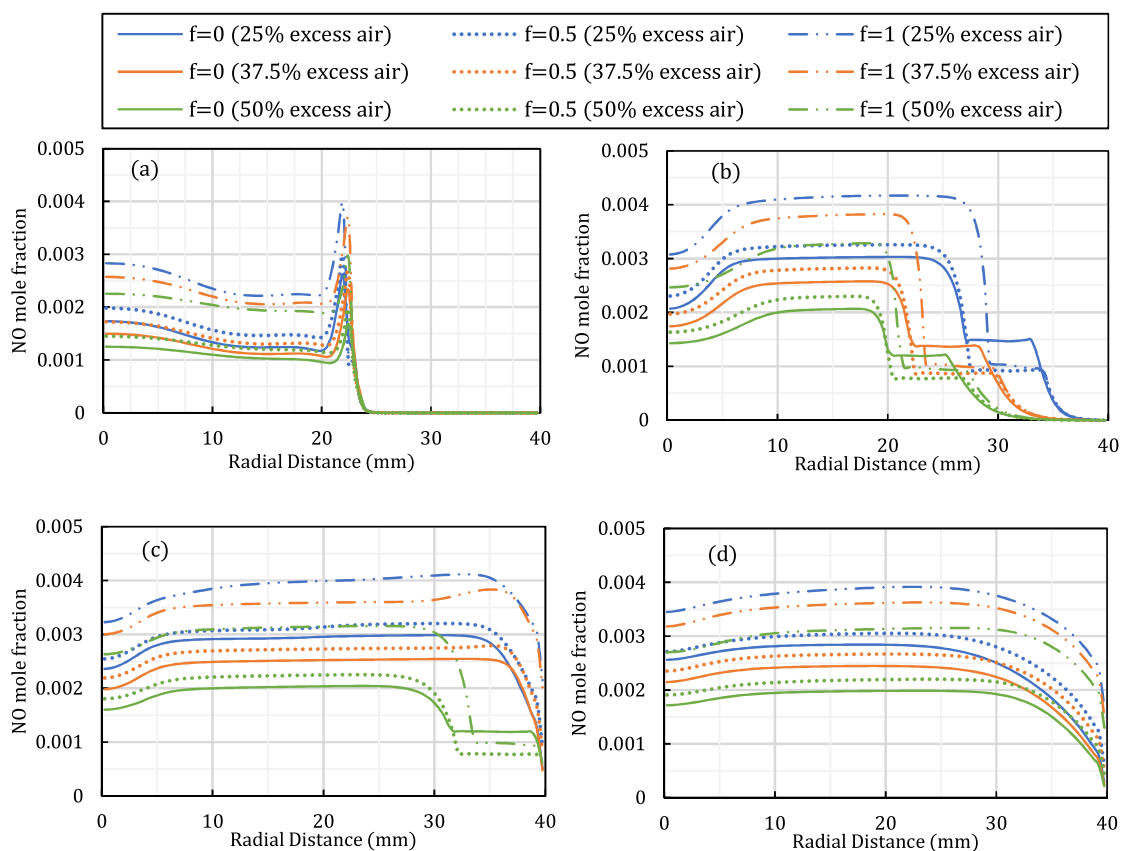 f=0 (25% excess air) f=0.5 (25% excess air) f=1 (25% excess air)
f=0 (37.5% excess air) f=0.5 (37.5% excess air) f=1 (37.5% excess air)
f=0 (50% excess air) f=0.5 (50% excess air) f=1 (50% excess air)
(a)
NO mole fraction
0.005
0.004
0.003
0.002
0.001
0
0 10 20 30 40
Radial Distance (mm)
(b)
NO mole fraction
0.005
0.004
0.003
0.002
0.001
0
0 10 20 30 40
Radial Distance (mm)
(c)
NO mole fraction
0.005
0.004
0.003
0.002
0.001
0
0 10 20 30 40
Radial Distance (mm)
(d)
NO mole fraction
0.005
0.004
0.003
0.002
0.001
0
0 10 20 30 40
Radial Distance (mm)